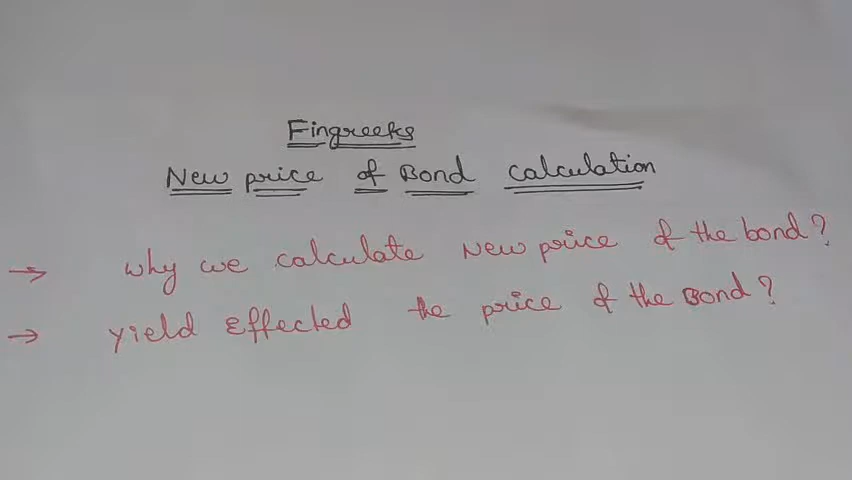 Fingreeks
New price of Bond calculation
→ why we calculate New price of the bond?
→ yield Effected the price of the Bond?